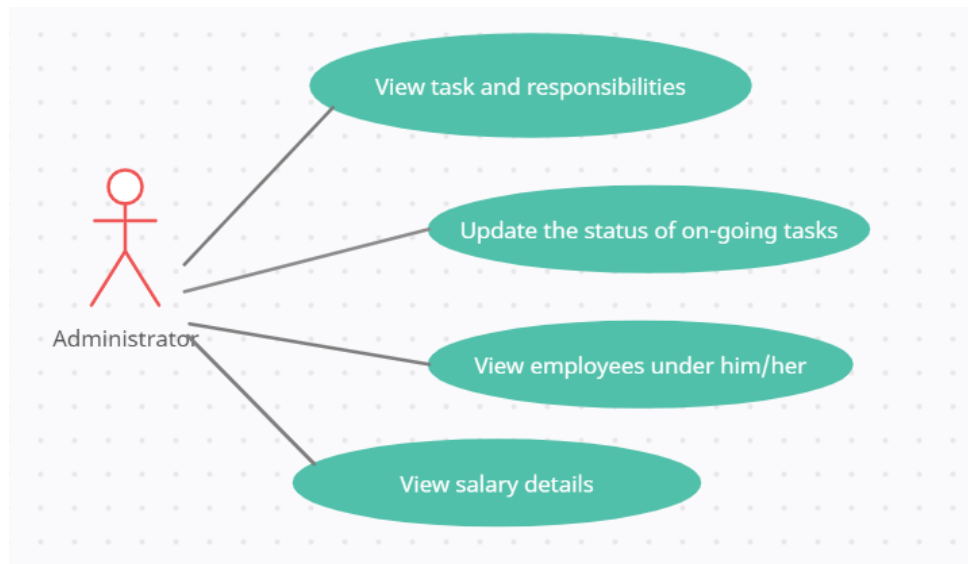 View task and responsibilities
Update the status of on-going tasks
Administrator
View employees under him/her
View salary details